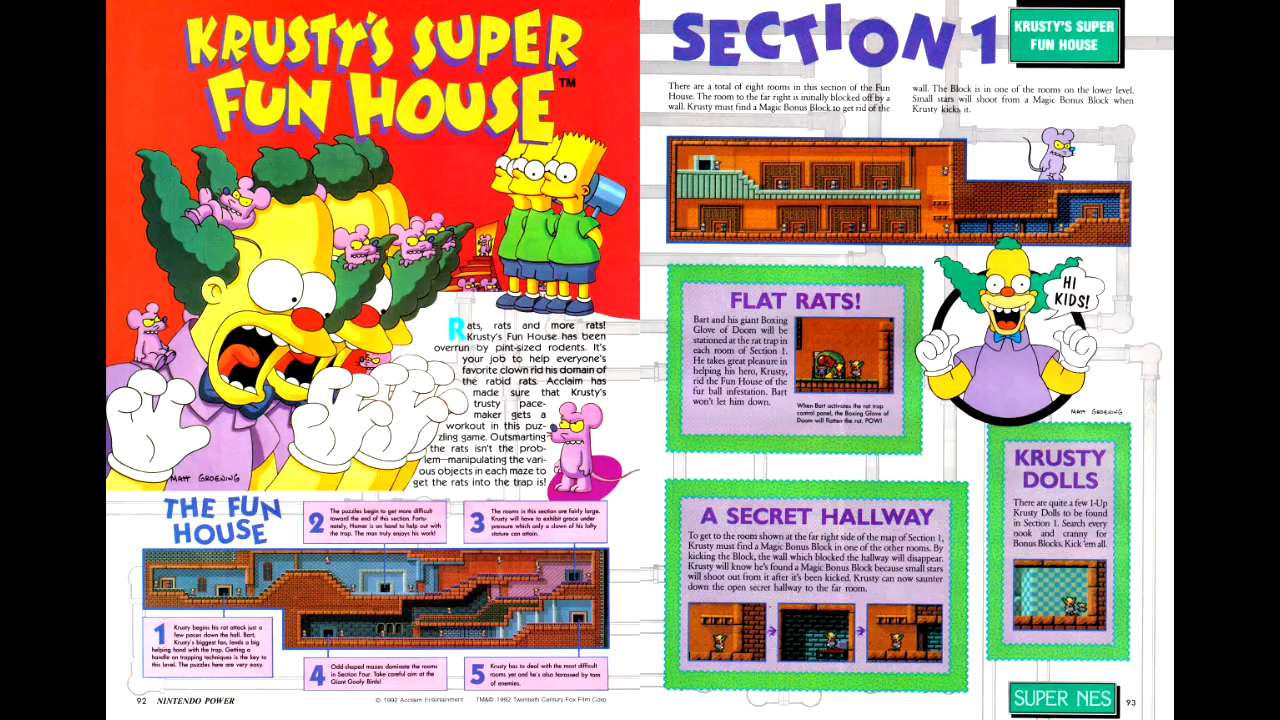 KRUSTY'S SUPER
FUN HOUSE™
Rats, rats and more rats!
Krusty's Fun House has been
overrun by pint-sized rodents. It's
your job to help everyone's
favorite clown rid his domain of
the rabid rats. Acclaim has
made sure that Krusty's
trusty pace-
maker gets a
workout in this puz-
zling game. Outsmarting
the rats isn't the prob-
lem—manipulating the vari-
ous objects in each maze to
get the rats into the trap is!
MATT GROENING
THE FUN
HOUSE
2
The puzzles begin to get more difficult
toward the end of this section. Fortu-
nately, Homer is on hand to help out with
the trap. The man truly enjoys his work!
3
The rooms in this section are fairly large.
Krusty will have to exhibit grace under
pressure which only a clown of his lofty
stature can attain.
1
Krusty begins his rat attack just a
few paces down the hall. Bart,
Krusty's biggest fan, lends a big
helping hand with the trap. Getting a
handle on trapping techniques is the key to
this level. The puzzles here are very easy.
4
Odd-shaped mazes dominate the rooms
in Section Four. Take careful aim at the
Giant Goofy Birds!
5
Krusty has to deal with the most difficult
rooms yet and he's also harassed by tons
of enemies.
92 NINTENDO POWER
© 1992 Acclaim Entertainment TM&© 1992 Twentieth Century Fox Film Corp.
SECTION 1
KRUSTY'S SUPER
FUN HOUSE
There are a total of eight rooms in this section of the Fun
House. The room to the far right is initially blocked off by a
wall. Krusty must find a Magic Bonus Block to get rid of the
wall. The Block is in one of the rooms on the lower level.
Small stars will shoot from a Magic Bonus Block when
Krusty kicks it.
FLAT RATS!
Bart and his giant Boxing
Glove of Doom will be
stationed at the rat trap in
each room of Section 1.
He takes great pleasure in
helping his hero, Krusty,
rid the Fun House of the
fur ball infestation. Bart
won't let him down.
When Bart activates the rat trap
control panel, the Boxing Glove of
Doom will flatten the rat. POW!
HI
KIDS!
MATT GROENING
KRUSTY
DOLLS
There are quite a few 1-Up
Krusty Dolls to be found
in Section 1. Search every
nook and cranny for
Bonus Blocks. Kick 'em all.
A SECRET HALLWAY
To get to the room shown at the far right side of the map of Section 1,
Krusty must find a Magic Bonus Block in one of the other rooms. By
kicking the Block, the wall which blocked the hallway will disappear.
Krusty will know he's found a Magic Bonus Block because small stars
will shoot out from it after it's been kicked. Krusty can now saunter
down the open secret hallway to the far room.
SUPER NES
93